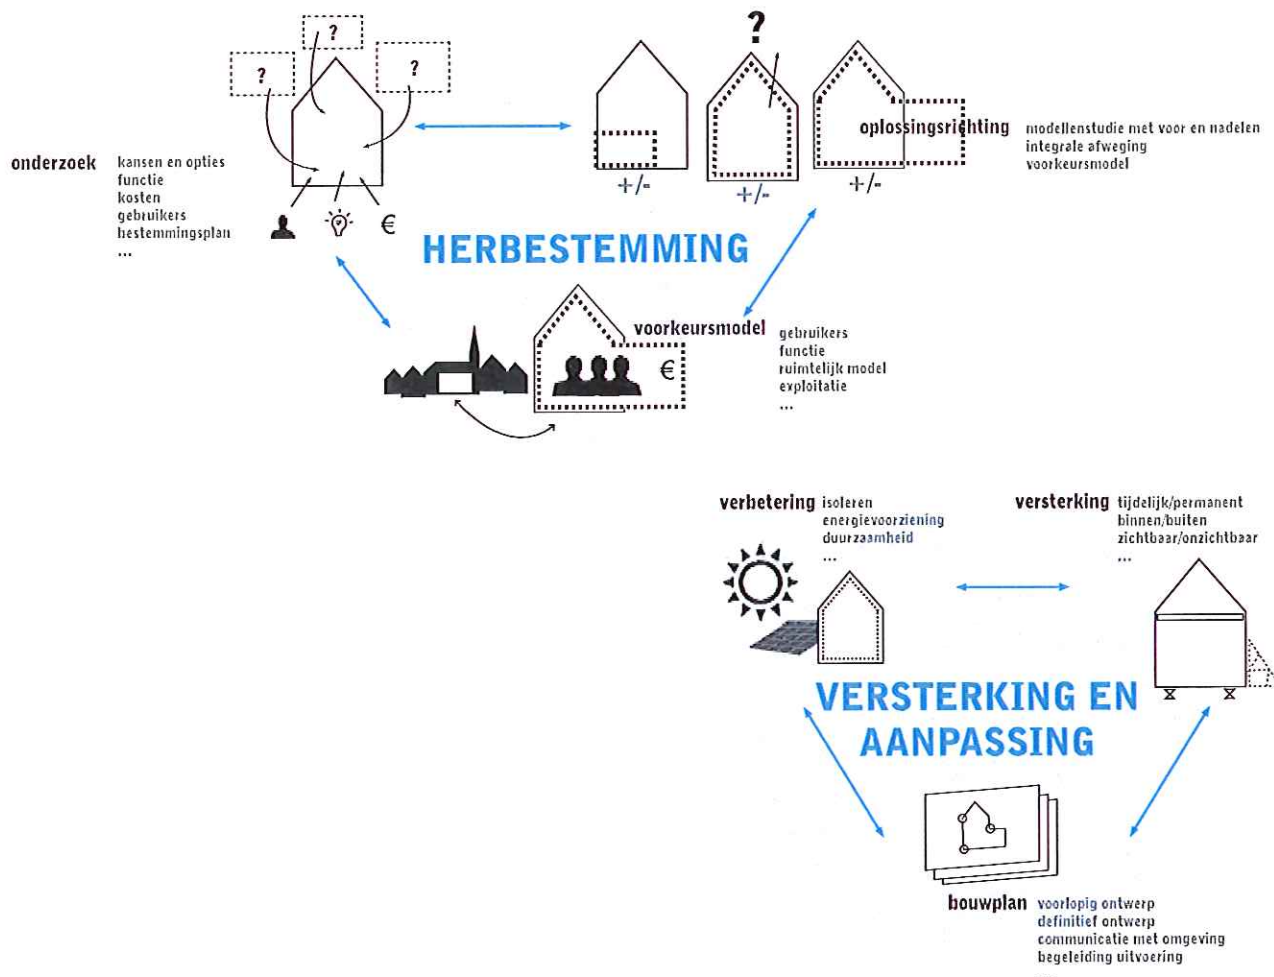 ?
?
?
onderzoek
kansen en opties
functie
kosten
gebruikers
bestemmingsplan
...
€
?
+/-
+/-
+/-
oplossingsrichting
modellenstudie met voor en nadelen
integrale afweging
voorkeursmodel
HERBESTEMMING
voorkeursmodel
gebruikers
functie
ruimtelijk model
exploitatie
...
€
verbetering
isoleren
energievoorziening
duurzaamheid
...
versterking
tijdelijk/permanent
binnen/buiten
zichtbaar/onzichtbaar
...
VERSTERKING EN
AANPASSING
bouwplan
voorlopig ontwerp
definitief ontwerp
communicatie met omgeving
begeleiding uitvoering
...